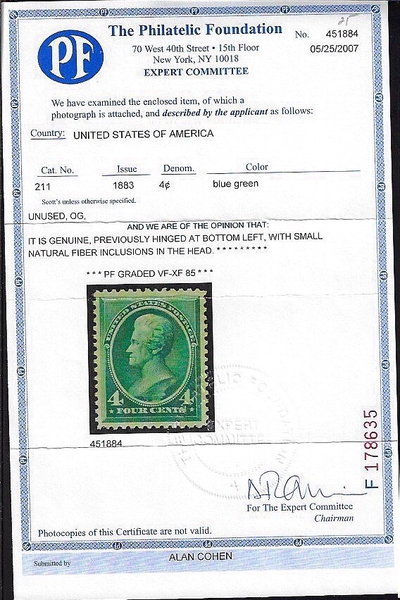 PF
The Philatelic Foundation
70 West 40th Street • 15th Floor
New York, NY 10018
EXPERT COMMITTEE
No. 451884
05/25/2007
We have examined the enclosed item, of which a
photograph is attached, and described by the applicant as follows:
Country: UNITED STATES OF AMERICA
Cat. No. Issue Denom. Color
211 1883 4¢ blue green
Scott's unless otherwise specified.
UNUSED, OG,
AND WE ARE OF THE OPINION THAT:
IT IS GENUINE, PREVIOUSLY HINGED AT BOTTOM LEFT, WITH SMALL
NATURAL FIBER INCLUSIONS IN THE HEAD. * * * * * * * * *
* * * PF GRADED VF-XF 85 * * *
UNITED STATES POSTAGE
4 4
FOUR CENTS
451884
EXPERT
COMMITTEE
F 178635
For The Expert Committee
Chairman
Photocopies of this Certificate are not valid.
Submitted by ALAN COHEN